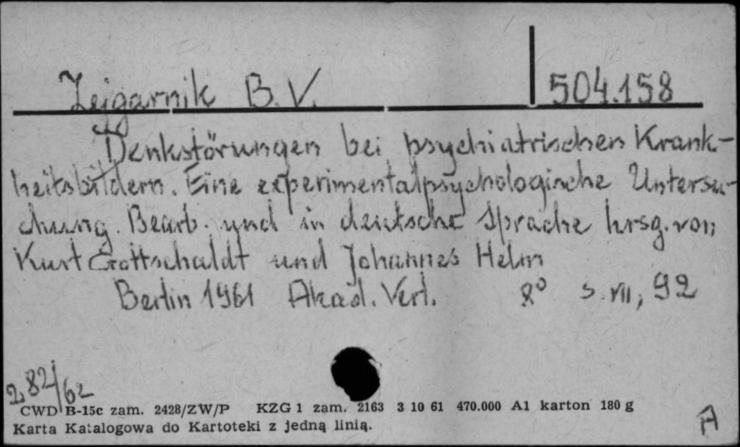 Zejgarnik B. V.
504.158
Denkstörungen bei psychiatrischen Krank-
heitsbildern. Eine experimentalpsychologische Untersu-
chung. Bearb. und in deutsche Sprache hrsg. von
Kurt Gottschaldt und Johannes Helm
Berlin 1961 Akad. Verl. 8° S. VII, 92
282/62
CWD B-15c zam. 2428/ZW/P KZG 1 zam. 2163 3 10 61 470.000 A1 karton 180 g
Karta Katalogowa do Kartoteki z jedną linią.
A